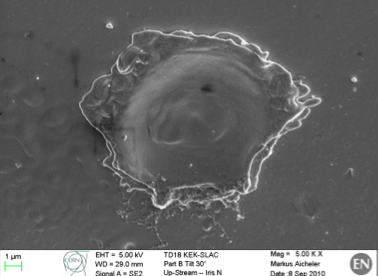 1 µm
CERN
EHT = 5.00 kV
WD = 29.0 mm
Signal A = SE2
TD18 KEK-SLAC
Part B Tilt 30°
Up-Stream -- Iris N
Mag = 5.00 K X
Markus Aicheler
Date :8 Sep 2010
EN